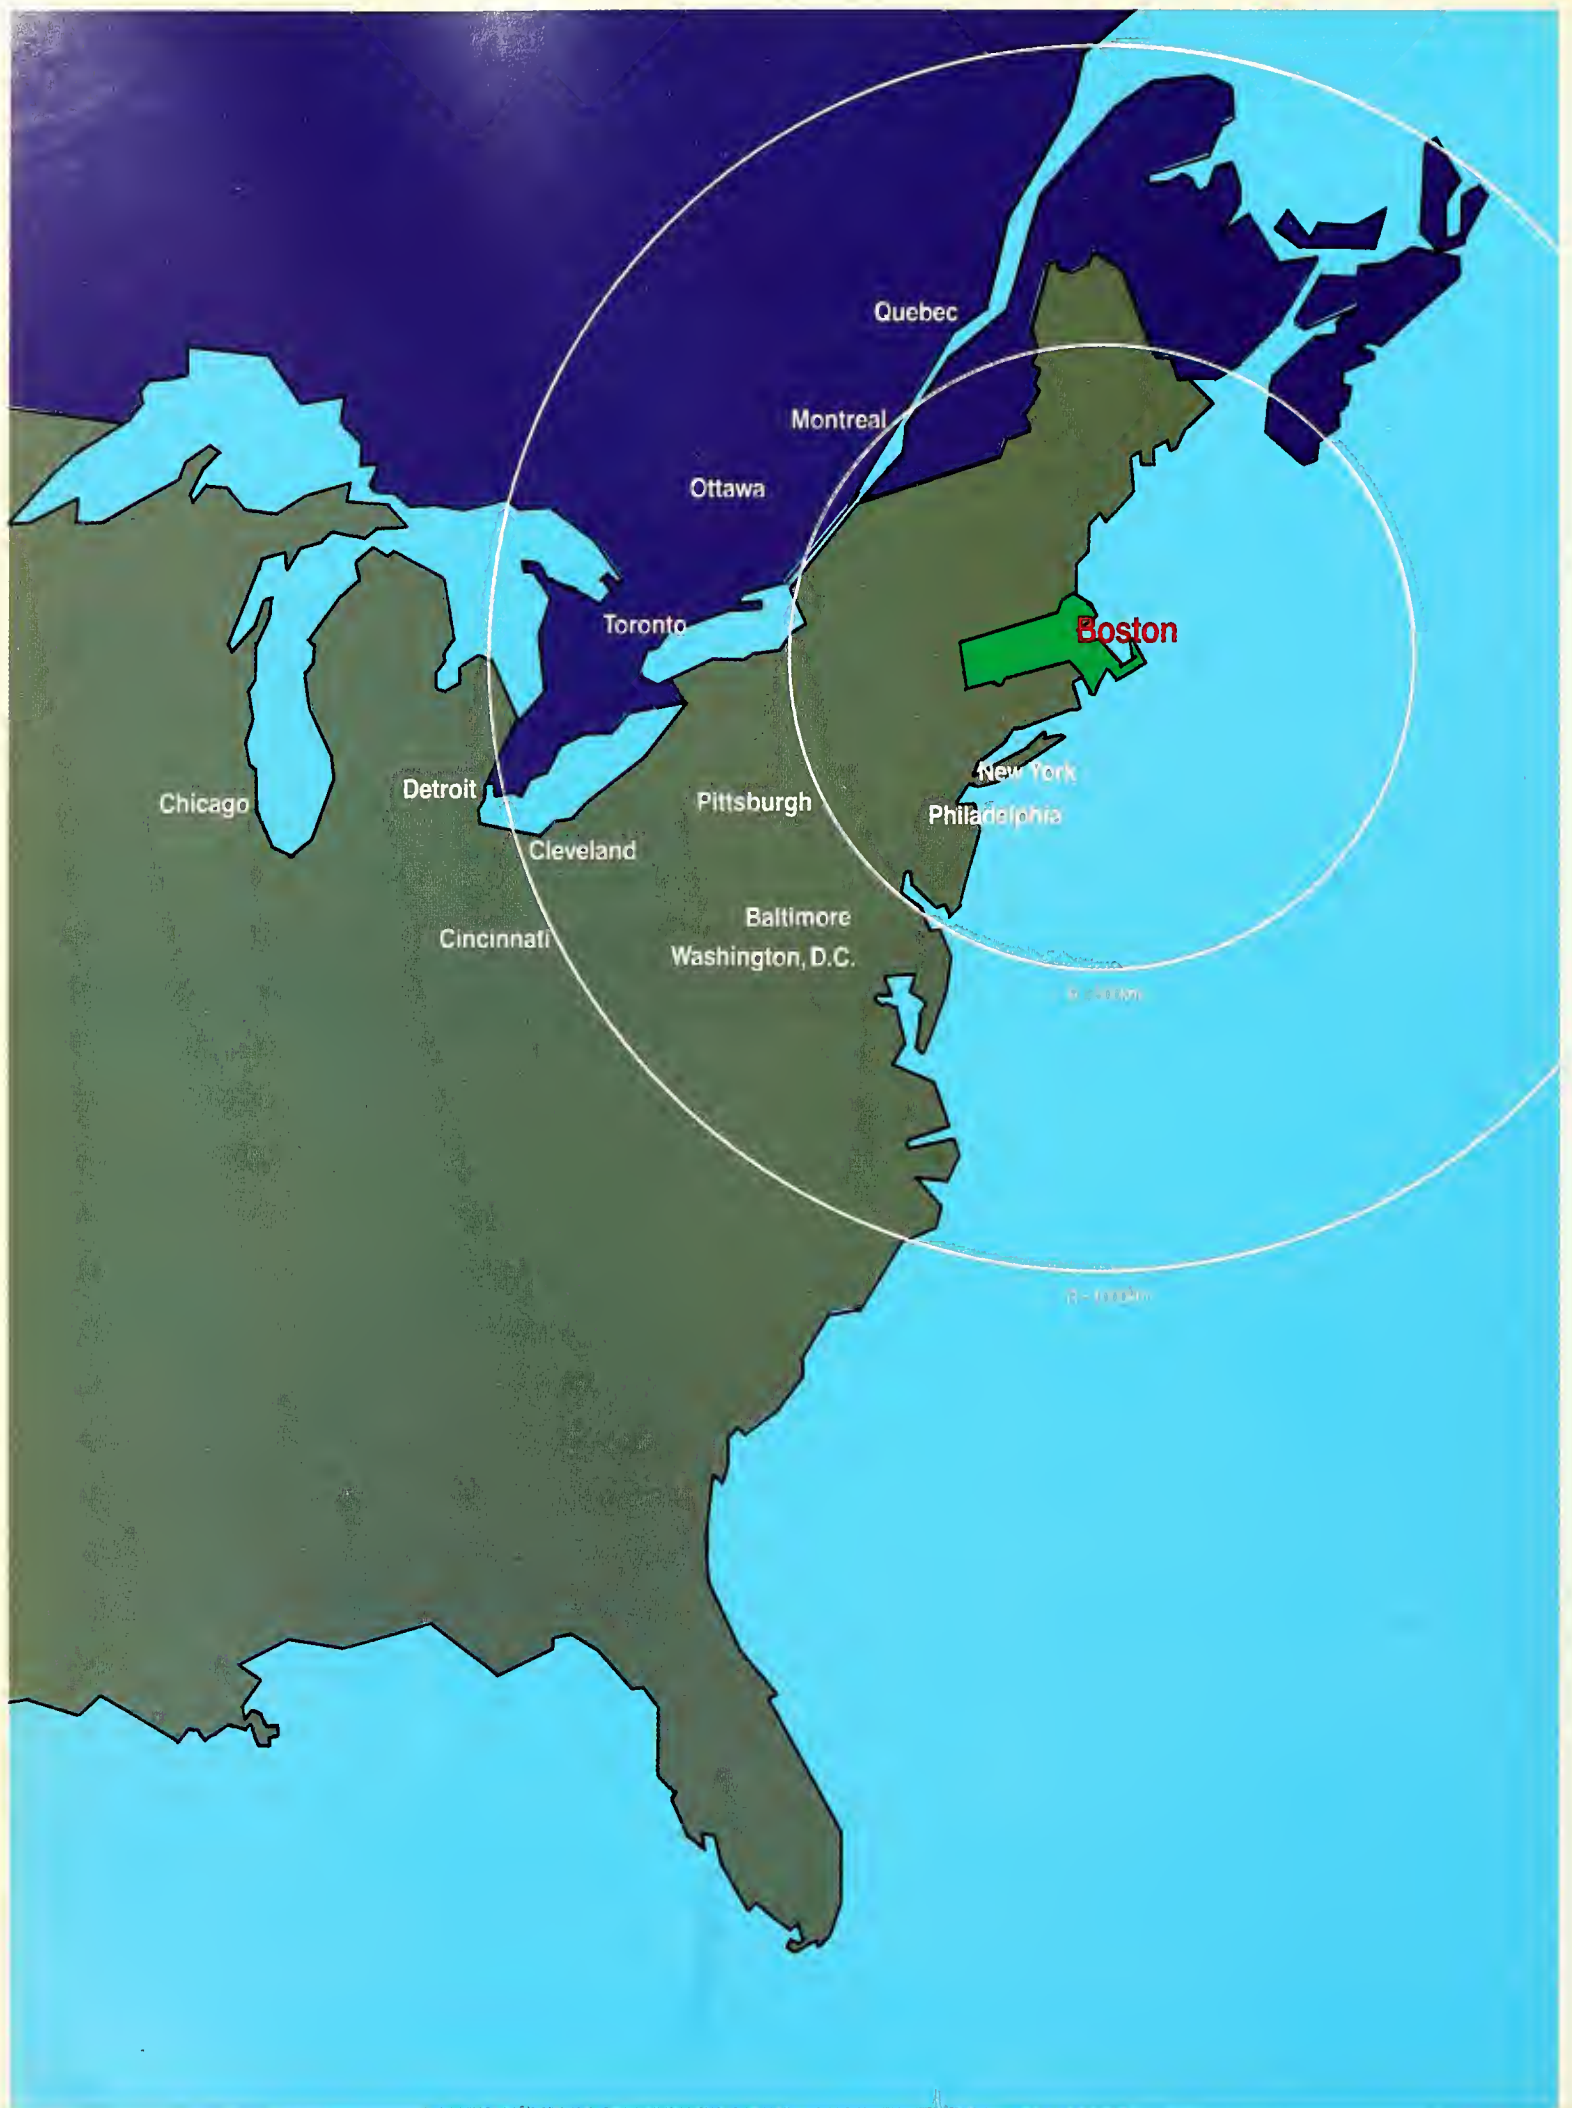 Quebec
Montreal
Ottawa
Toronto
Boston
New York
Detroit
Pittsburgh
Chicago
Philadelphia
Cleveland
Baltimore
Cincinnati
Washington, D.C.